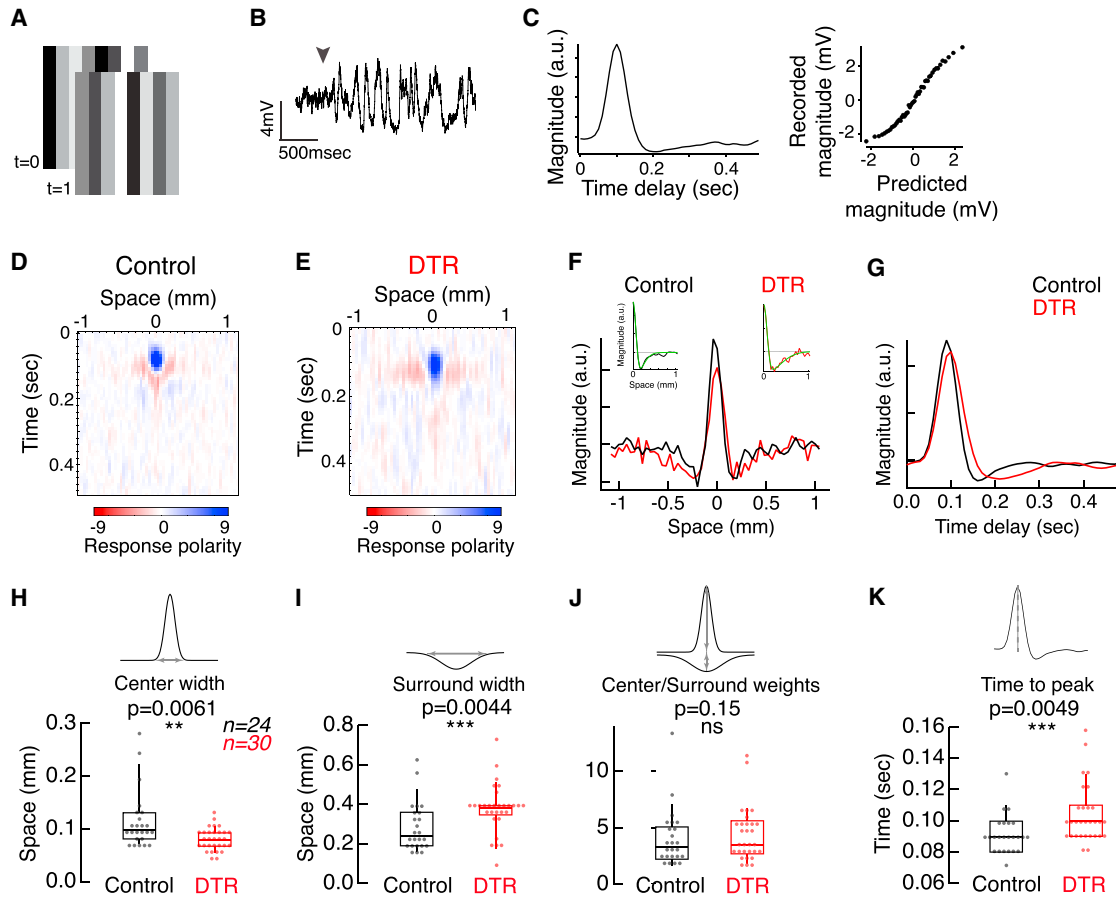 A
t=0
t=1
B
4mV
500msec
C
Magnitude (a.u.)
0
0.2
0.4
Time delay (sec)
Recorded
magnitude (mV)
2
0
-2
-2
0
2
Predicted
magnitude (mV)
D
Control
Space (mm)
-1
0
1
Time (sec)
0
0.2
0.4
-9
0
9
Response polarity
E
DTR
Space (mm)
-1
0
1
Time (sec)
0
0.2
0.4
-9
0
9
Response polarity
F
Control
DTR
Magnitude (a.u.)
0
1
Space (mm)
0
1
Magnitude (a.u.)
-1.0
-0.5
0
0.5
1.0
Space (mm)
G
Control
DTR
Magnitude (a.u.)
0.0
0.1
0.2
0.3
0.4
Time delay (sec)
H
Center width
p=0.0061
**
n=24
n=30
Space (mm)
0.3
0.2
0.1
0.0
Control
DTR
I
Surround width
p=0.0044
***
Space (mm)
0.8
0.6
0.4
0.2
0.0
Control
DTR
J
Center/Surround weights
p=0.15
ns
10
5
0
Control
DTR
K
Time to peak
p=0.0049
***
Time (sec)
0.16
0.14
0.12
0.10
0.08
0.06
Control
DTR